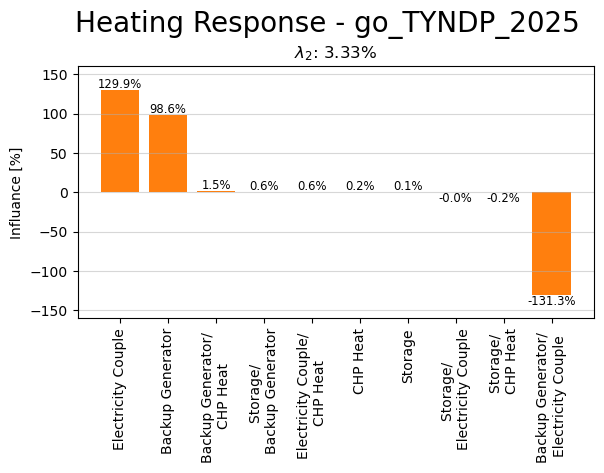 Heating Response - go_TYNDP_2025
λ₂: 3.33%
Influance [%]
150
100
50
0
−50
−100
−150
129.9%
98.6%
1.5%
0.6%
0.6%
0.2%
0.1%
-0.0%
-0.2%
-131.3%
Electricity Couple
Backup Generator
Backup Generator/
CHP Heat
Storage/
Backup Generator
Electricity Couple/
CHP Heat
CHP Heat
Storage
Storage/
Electricity Couple
Storage/
CHP Heat
Backup Generator/
Electricity Couple